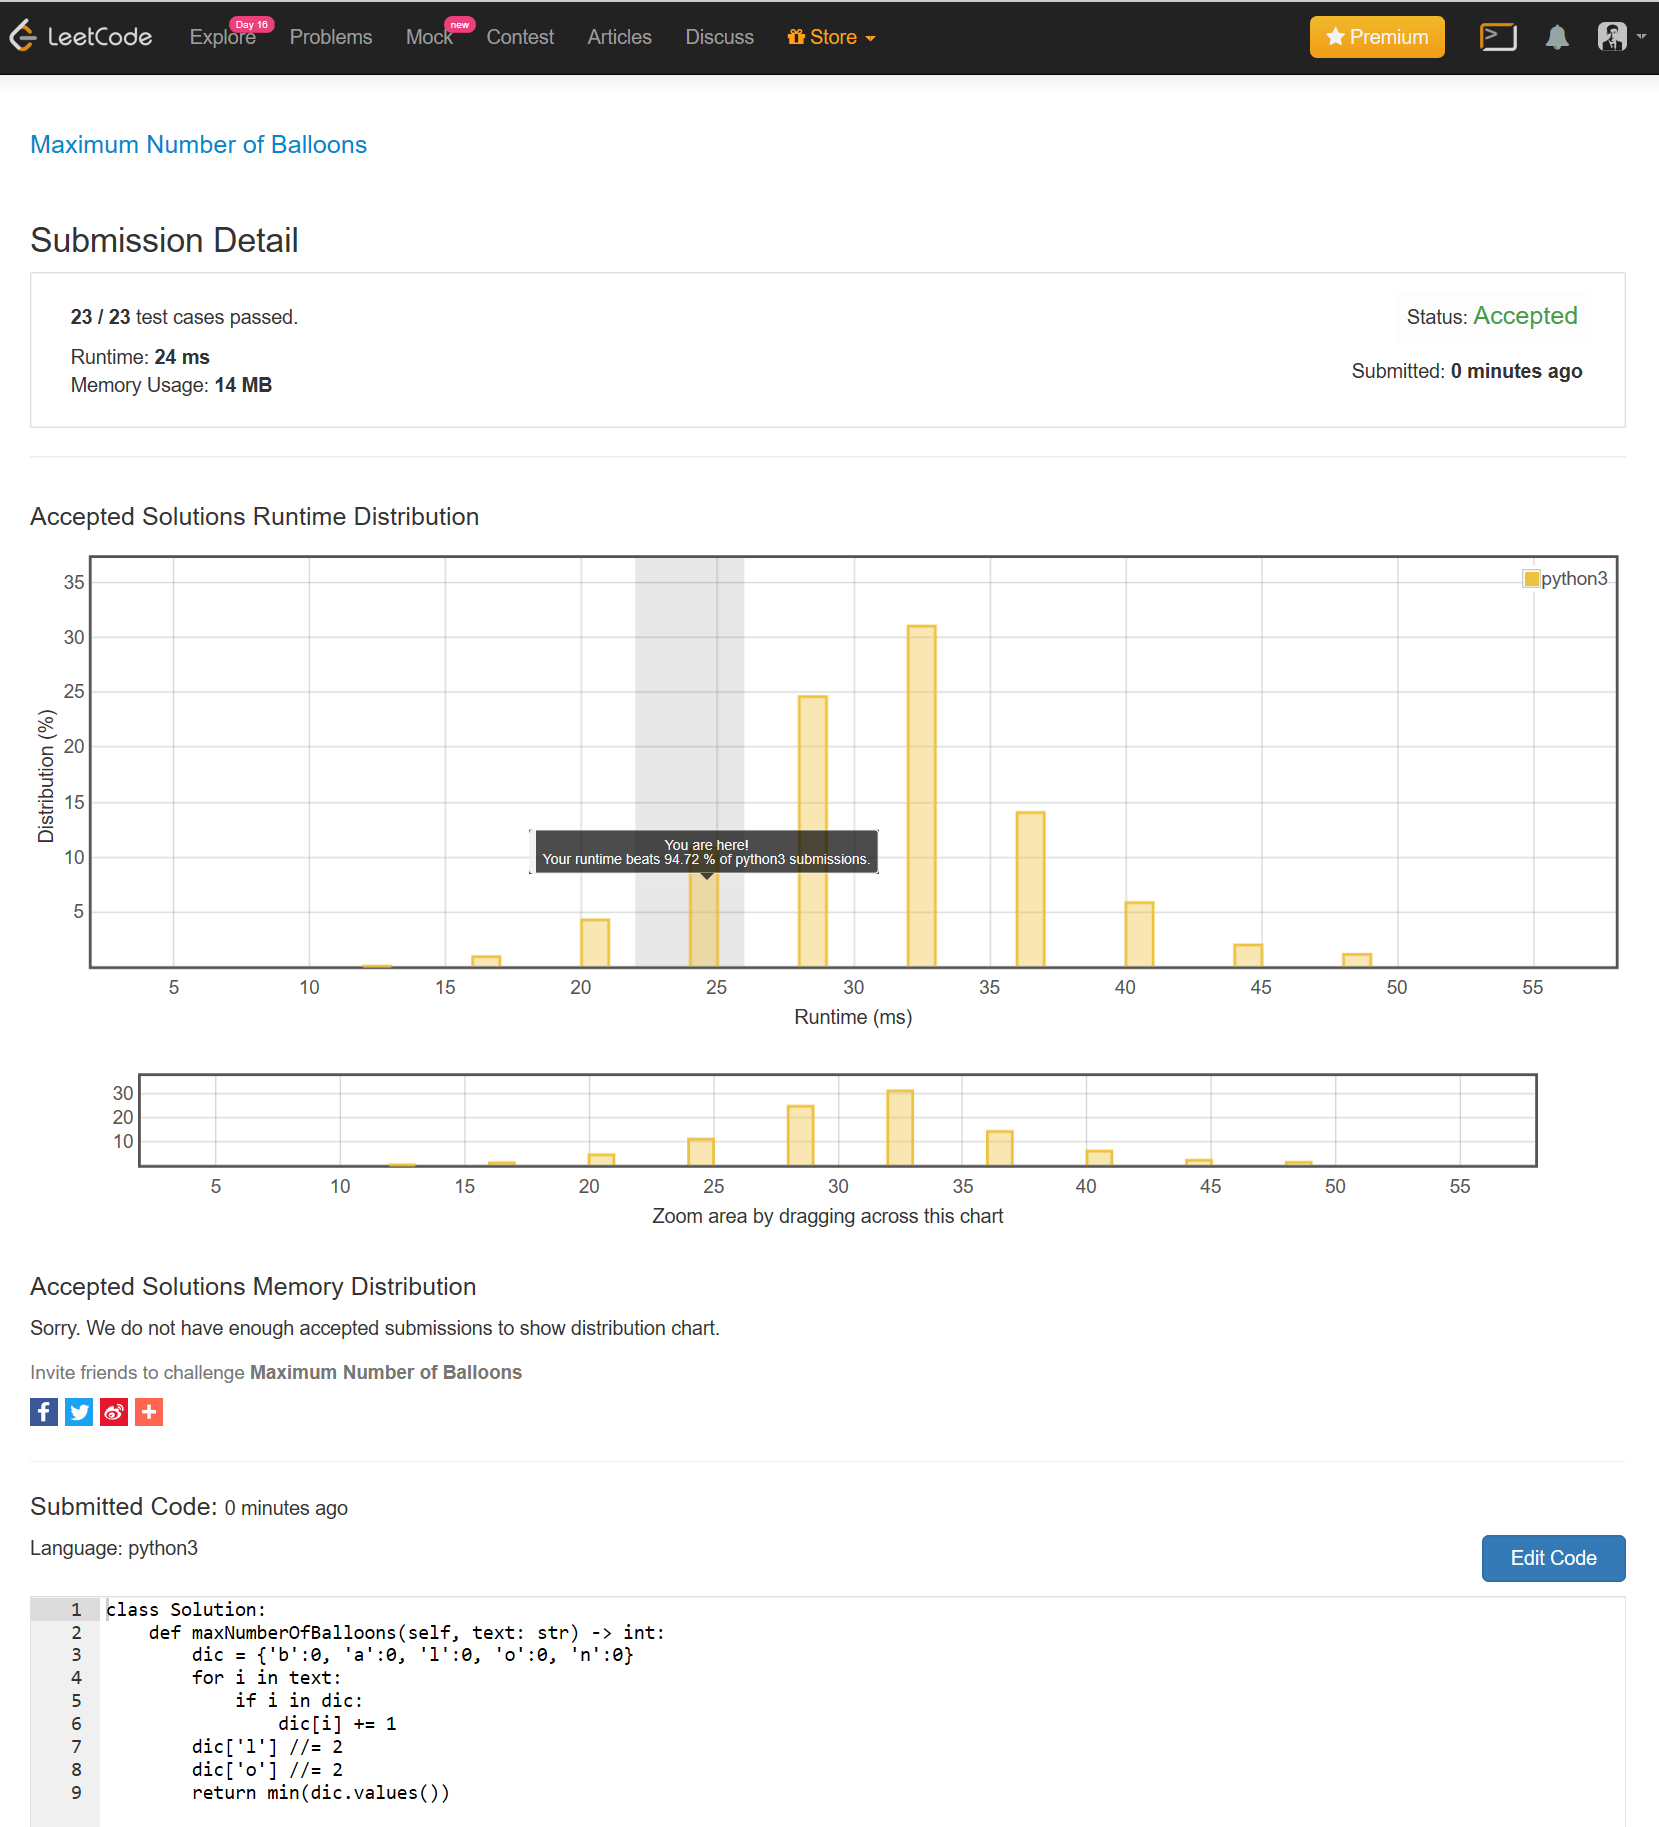 LeetCode Explore Day 16 Problems Mock new Contest Articles Discuss Store Premium
Maximum Number of Balloons
Submission Detail
23 / 23 test cases passed.
Status: Accepted
Runtime: 24 ms
Submitted: 0 minutes ago
Memory Usage: 14 MB
Accepted Solutions Runtime Distribution
python3
35
30
25
20
15
10
5
Distribution (%)
You are here!
Your runtime beats 94.72 % of python3 submissions.
5 10 15 20 25 30 35 40 45 50 55
Runtime (ms)
30
20
10
5 10 15 20 25 30 35 40 45 50 55
Zoom area by dragging across this chart
Accepted Solutions Memory Distribution
Sorry. We do not have enough accepted submissions to show distribution chart.
Invite friends to challenge Maximum Number of Balloons
Submitted Code: 0 minutes ago
Language: python3
Edit Code
1 class Solution:
2     def maxNumberOfBalloons(self, text: str) -> int:
3         dic = {'b':0, 'a':0, 'l':0, 'o':0, 'n':0}
4         for i in text:
5             if i in dic:
6                 dic[i] += 1
7         dic['l'] //= 2
8         dic['o'] //= 2
9         return min(dic.values())